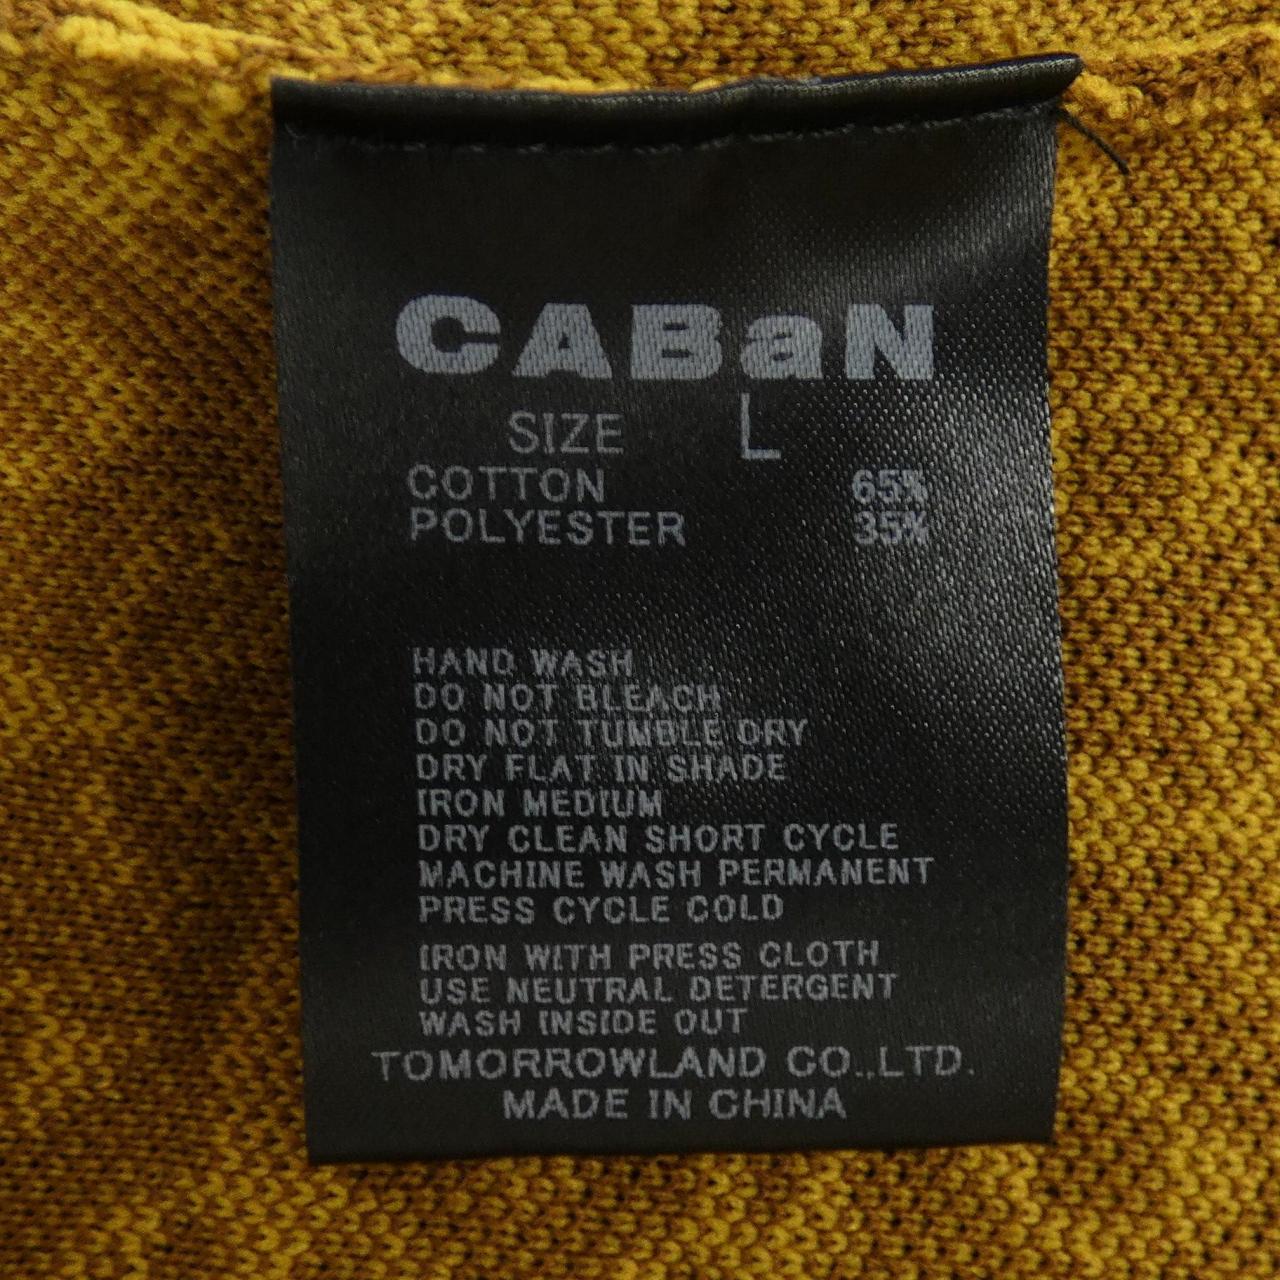 CABaN
SIZE L
COTTON 65%
POLYESTER 35%
HAND WASH
DO NOT BLEACH
DO NOT TUMBLE DRY
DRY FLAT IN SHADE
IRON MEDIUM
DRY CLEAN SHORT CYCLE
MACHINE WASH PERMANENT
PRESS CYCLE COLD
IRON WITH PRESS CLOTH
USE NEUTRAL DETERGENT
WASH INSIDE OUT
TOMORROWLAND CO.,LTD.
MADE IN CHINA